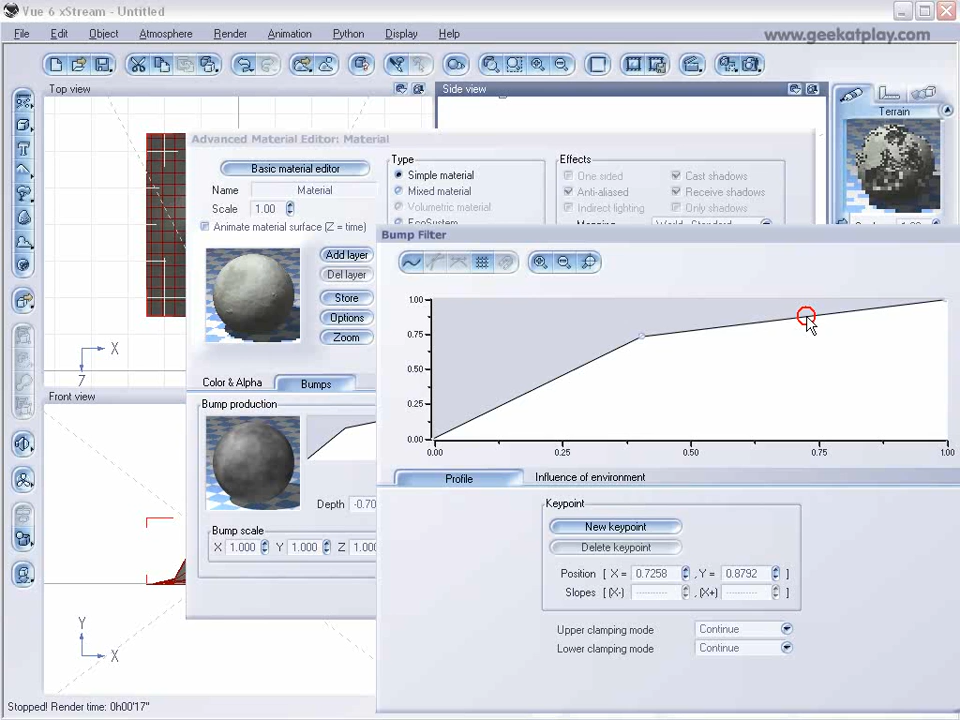 Vue 6 xStream - Untitled
File Edit Object Atmosphere Render Animation Python Display Help
www.geekatplay.com
Top view
Side view
Terrain
Advanced Material Editor: Material
Basic material editor
Name Material
Scale 1.00
Animate material surface (Z = time)
Type
Simple material
Mixed material
Volumetric material
EcoSystem
Effects
One sided
Cast shadows
Anti-aliased
Receive shadows
Indirect lighting
Only shadows
Add layer
Del layer
Store
Options
Zoom
Color & Alpha
Bumps
Bump production
Depth -0.70
Bump scale
X 1.000 Y 1.000 Z 1.000
Bump Filter
1.00
0.75
0.50
0.25
0.00
0.00 0.25 0.50 0.75 1.00
Profile
Influence of environment
Keypoint
New keypoint
Delete keypoint
Position [ X = 0.7258 , Y = 0.8792 ]
Slopes [ (X-) ---------- , (X+) ---------- ]
Upper clamping mode Continue
Lower clamping mode Continue
X
Z
Front view
Y
X
Stopped! Render time: 0h00'17"